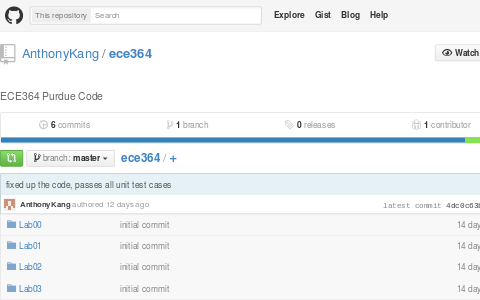 This repository Search Explore Gist Blog Help
AnthonyKang / ece364 Watch
ECE364 Purdue Code
6 commits 1 branch 0 releases 1 contributor
branch: master ece364 / +
fixed up the code, passes all unit test cases
AnthonyKang authored 12 days ago latest commit 4dc0c63
Lab00 initial commit 14 day
Lab01 initial commit 14 day
Lab02 initial commit 14 day
Lab03 initial commit 14 day